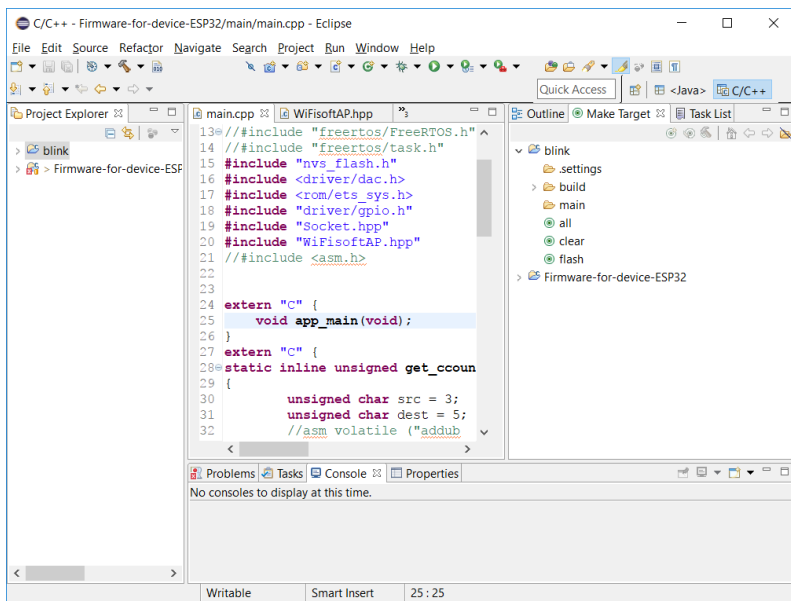 C/C++ - Firmware-for-device-ESP32/main/main.cpp - Eclipse
File Edit Source Refactor Navigate Search Project Run Window Help
Quick Access <Java> C/C++
Project Explorer
blink
> Firmware-for-device-ESP
main.cpp WiFisoftAP.hpp »3
13 //#include "freertos/FreeRTOS.h"
14 //#include "freertos/task.h"
15 #include "nvs_flash.h"
16 #include <driver/dac.h>
17 #include <rom/ets_sys.h>
18 #include "driver/gpio.h"
19 #include "Socket.hpp"
20 #include "WiFisoftAP.hpp"
21 //#include <asm.h>
22
23
24 extern "C" {
25 void app_main(void);
26 }
27 extern "C" {
28 static inline unsigned get_ccoun
29 {
30 unsigned char src = 3;
31 unsigned char dest = 5;
32 //asm volatile ("addub
Outline Make Target Task List
blink
.settings
build
main
all
clear
flash
Firmware-for-device-ESP32
Problems Tasks Console Properties
No consoles to display at this time.
Writable Smart Insert 25 : 25